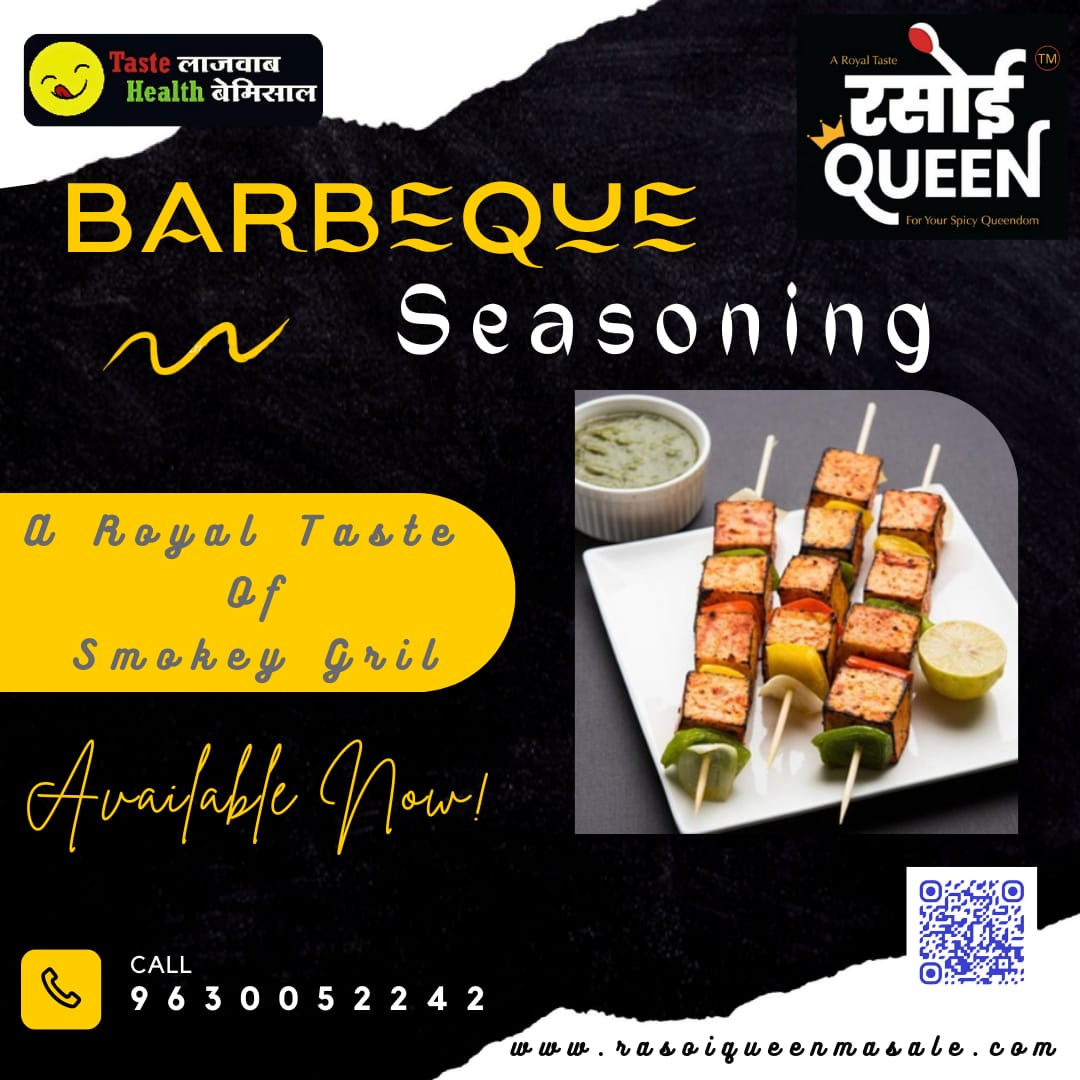 Taste लाजवाब
Health बेमिसाल
A Royal Taste
TM
रसोई
QUEEN
For Your Spicy Queendom
BARBEQUE
Seasoning
A Royal Taste
Of
Smokey Gril
Available Now!
CALL
9630052242
www.rasoiqueenmasale.com